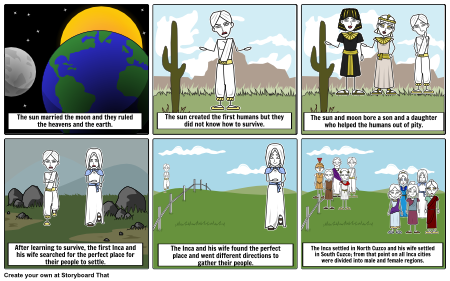 The sun married the moon and they ruled
the heavens and the earth.
The sun created the first humans but they
did not know how to survive.
The sun and moon bore a son and a daughter
who helped the humans out of pity.
After learning to survive, the first Inca and
his wife searched for the perfect place for
their people to settle.
The Inca and his wife found the perfect
place and went different directions to
gather their people.
The Inca settled in North Cuzco and his wife settled
in South Cuzco; from that point on all Inca cities
were divided into male and female regions.
Create your own at Storyboard That